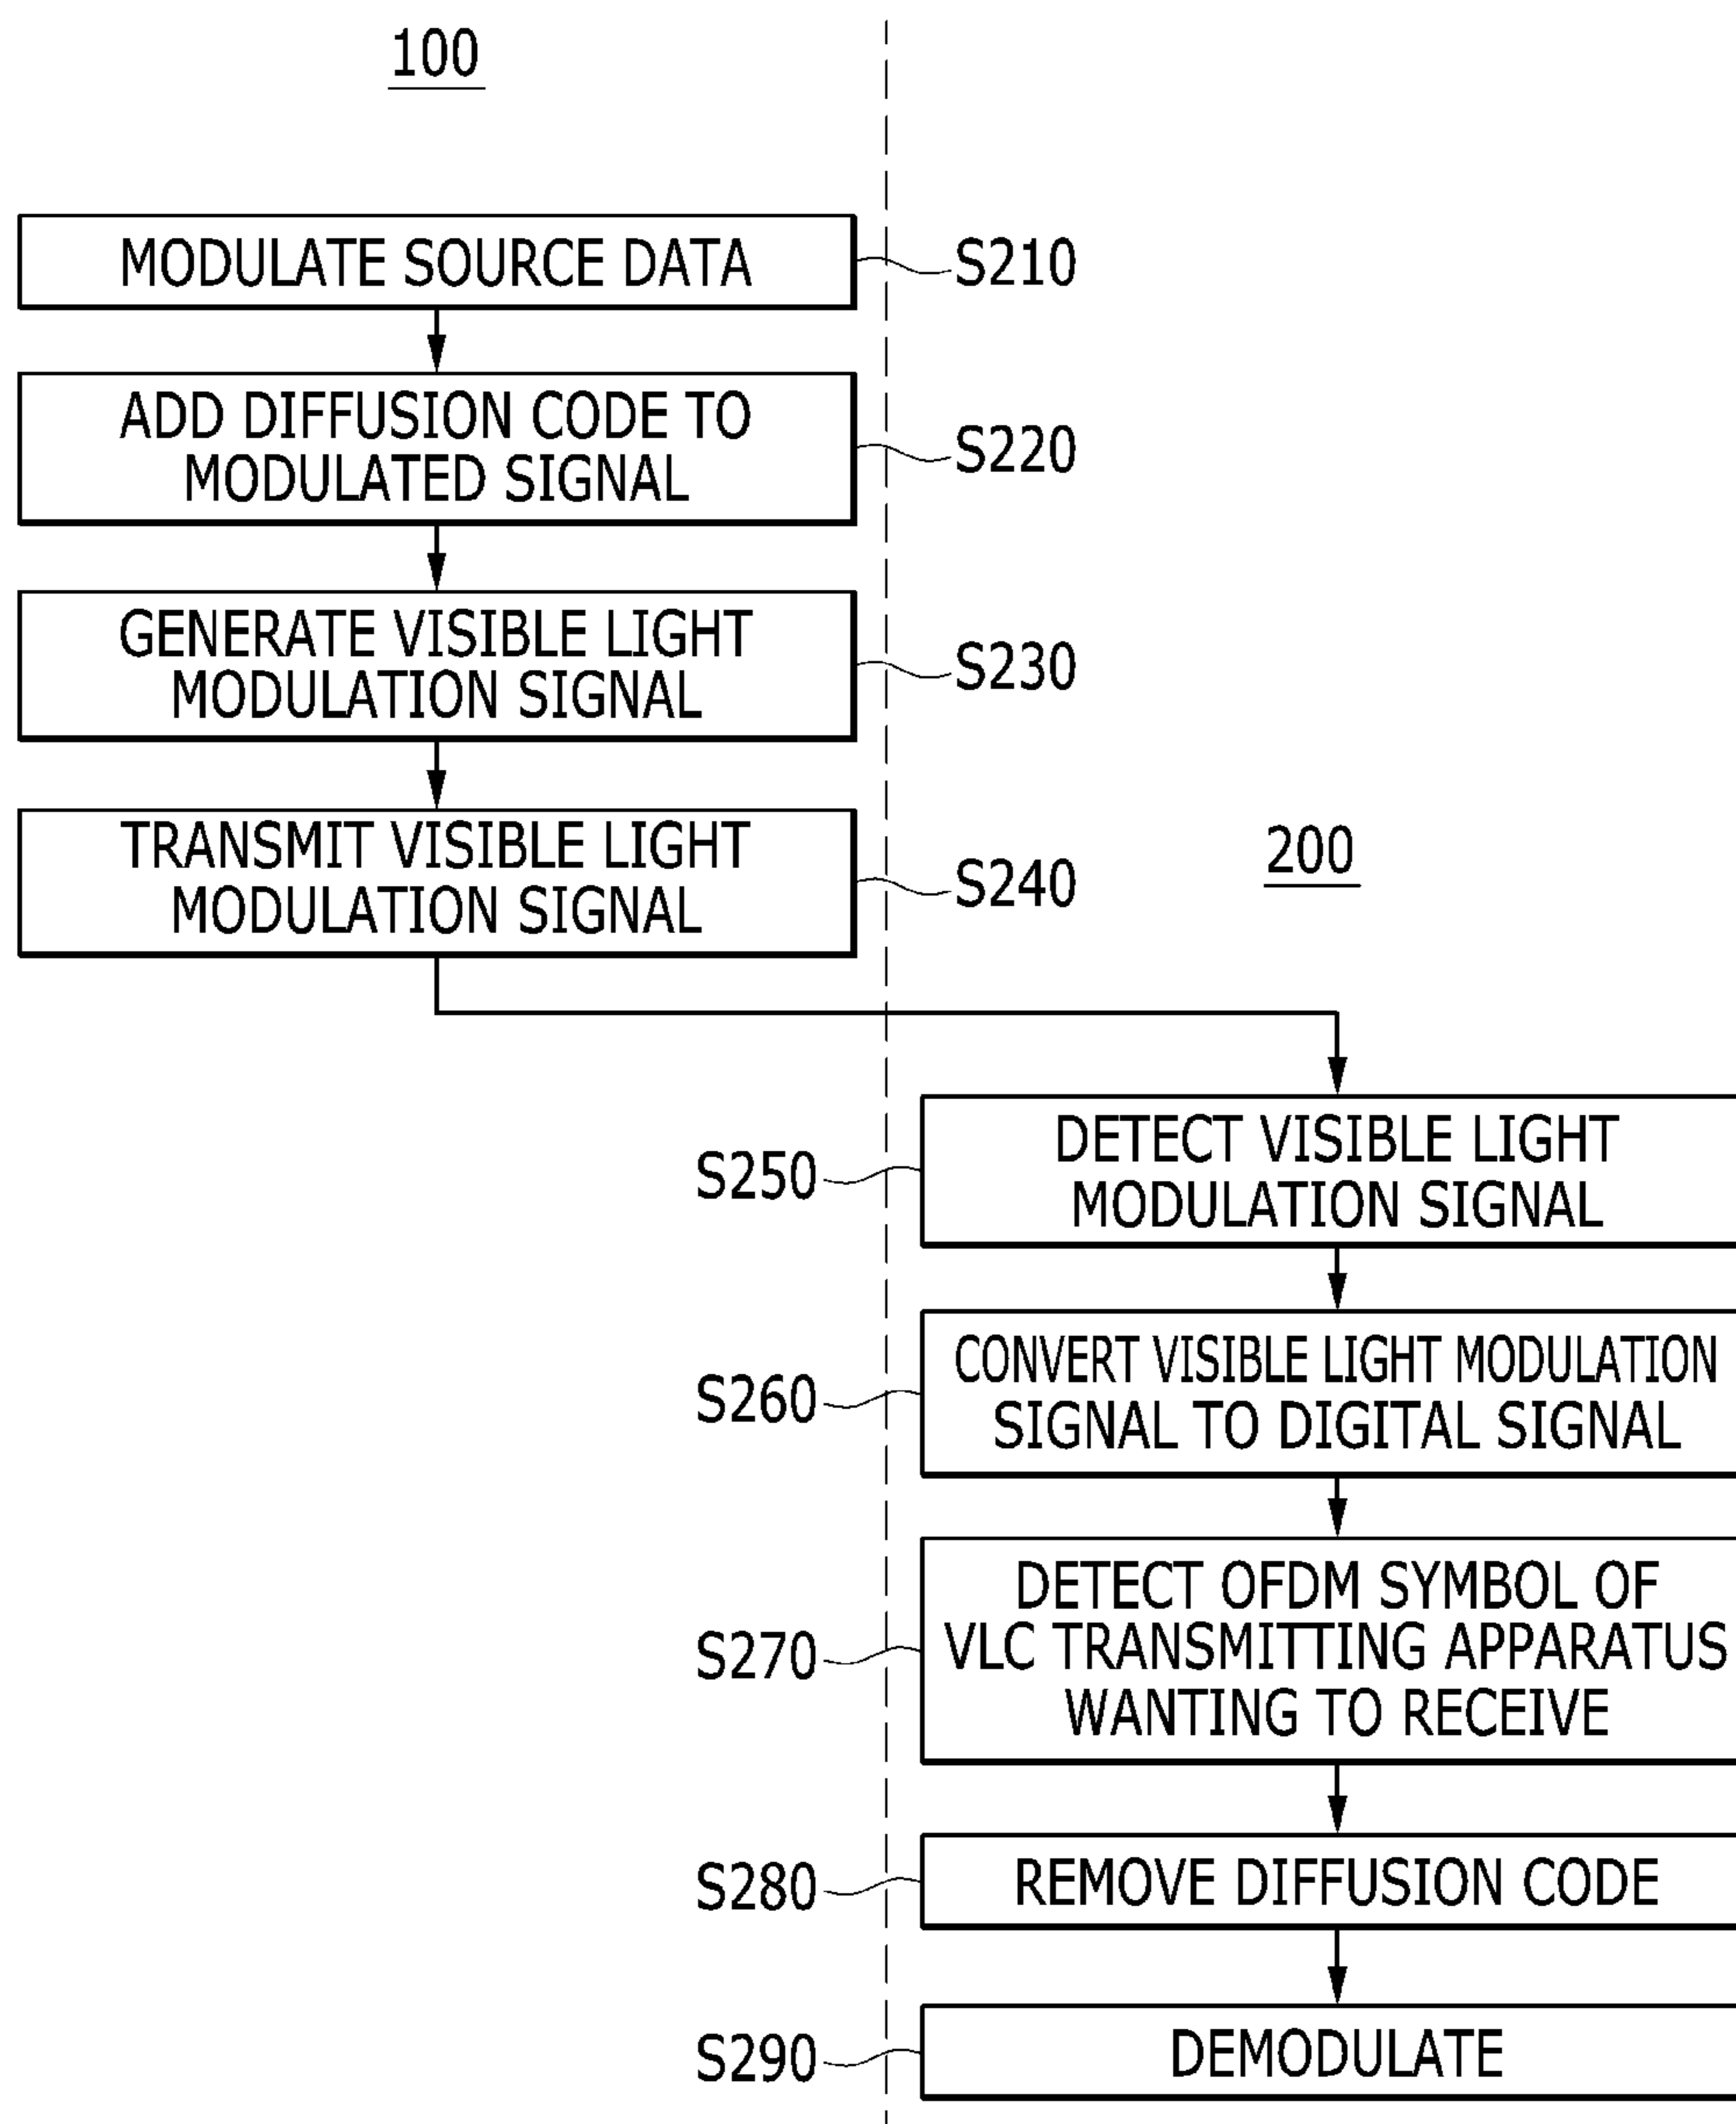 100
MODULATE SOURCE DATA
S210
ADD DIFFUSION CODE TO
MODULATED SIGNAL
S220
GENERATE VISIBLE LIGHT
MODULATION SIGNAL
S230
TRANSMIT VISIBLE LIGHT
MODULATION SIGNAL
S240
200
S250
DETECT VISIBLE LIGHT
MODULATION SIGNAL
S260
CONVERT VISIBLE LIGHT MODULATION
SIGNAL TO DIGITAL SIGNAL
S270
DETECT OFDM SYMBOL OF
VLC TRANSMITTING APPARATUS
WANTING TO RECEIVE
S280
REMOVE DIFFUSION CODE
S290
DEMODULATE